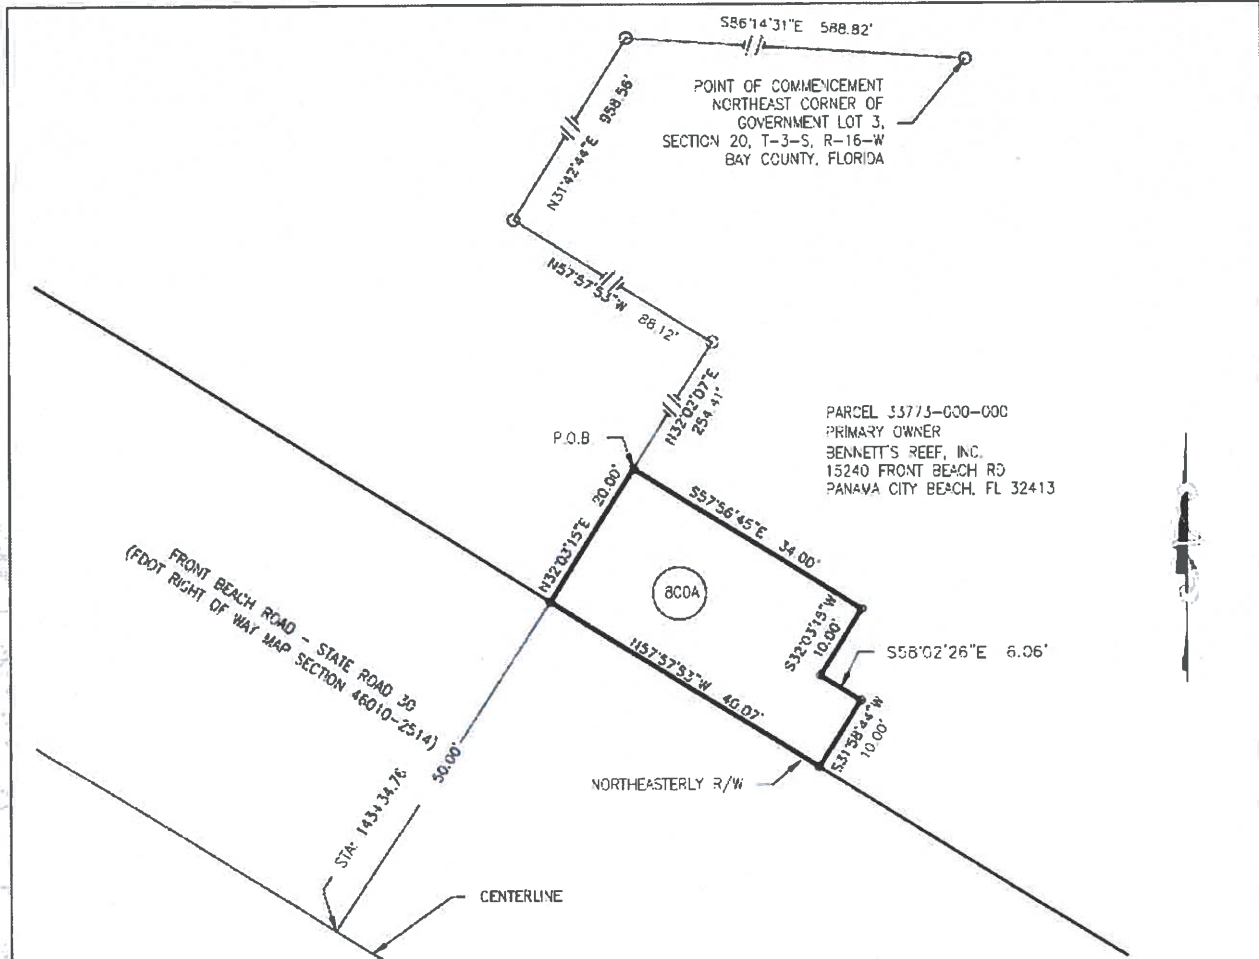 S86°14'31"E 588.82'
POINT OF COMMENCEMENT
NORTHEAST CORNER OF
GOVERNMENT LOT 3,
SECTION 20, T-3-S, R-16-W
BAY COUNTY, FLORIDA
N31°42'44"E 958.56'
N57°57'53"W 88.12'
N32°02'07"E
254.41'
P.O.B
PARCEL 33773-000-000
PRIMARY OWNER
BENNETT'S REEF, INC.
15240 FRONT BEACH RD
PANAMA CITY BEACH, FL 32413
N32°03'15"E 20.00'
S57°56'45"E 34.00'
800A
S32°03'15"W
10.00'
S58°02'26"E 6.06'
S31°58'44"W
10.00'
N57°57'53"W 40.07'
FRONT BEACH ROAD - STATE ROAD 30
(FDOT RIGHT OF WAY MAP SECTION 46010-2514)
50.00'
NORTHEASTERLY R/W
STA: 143+34.76
CENTERLINE